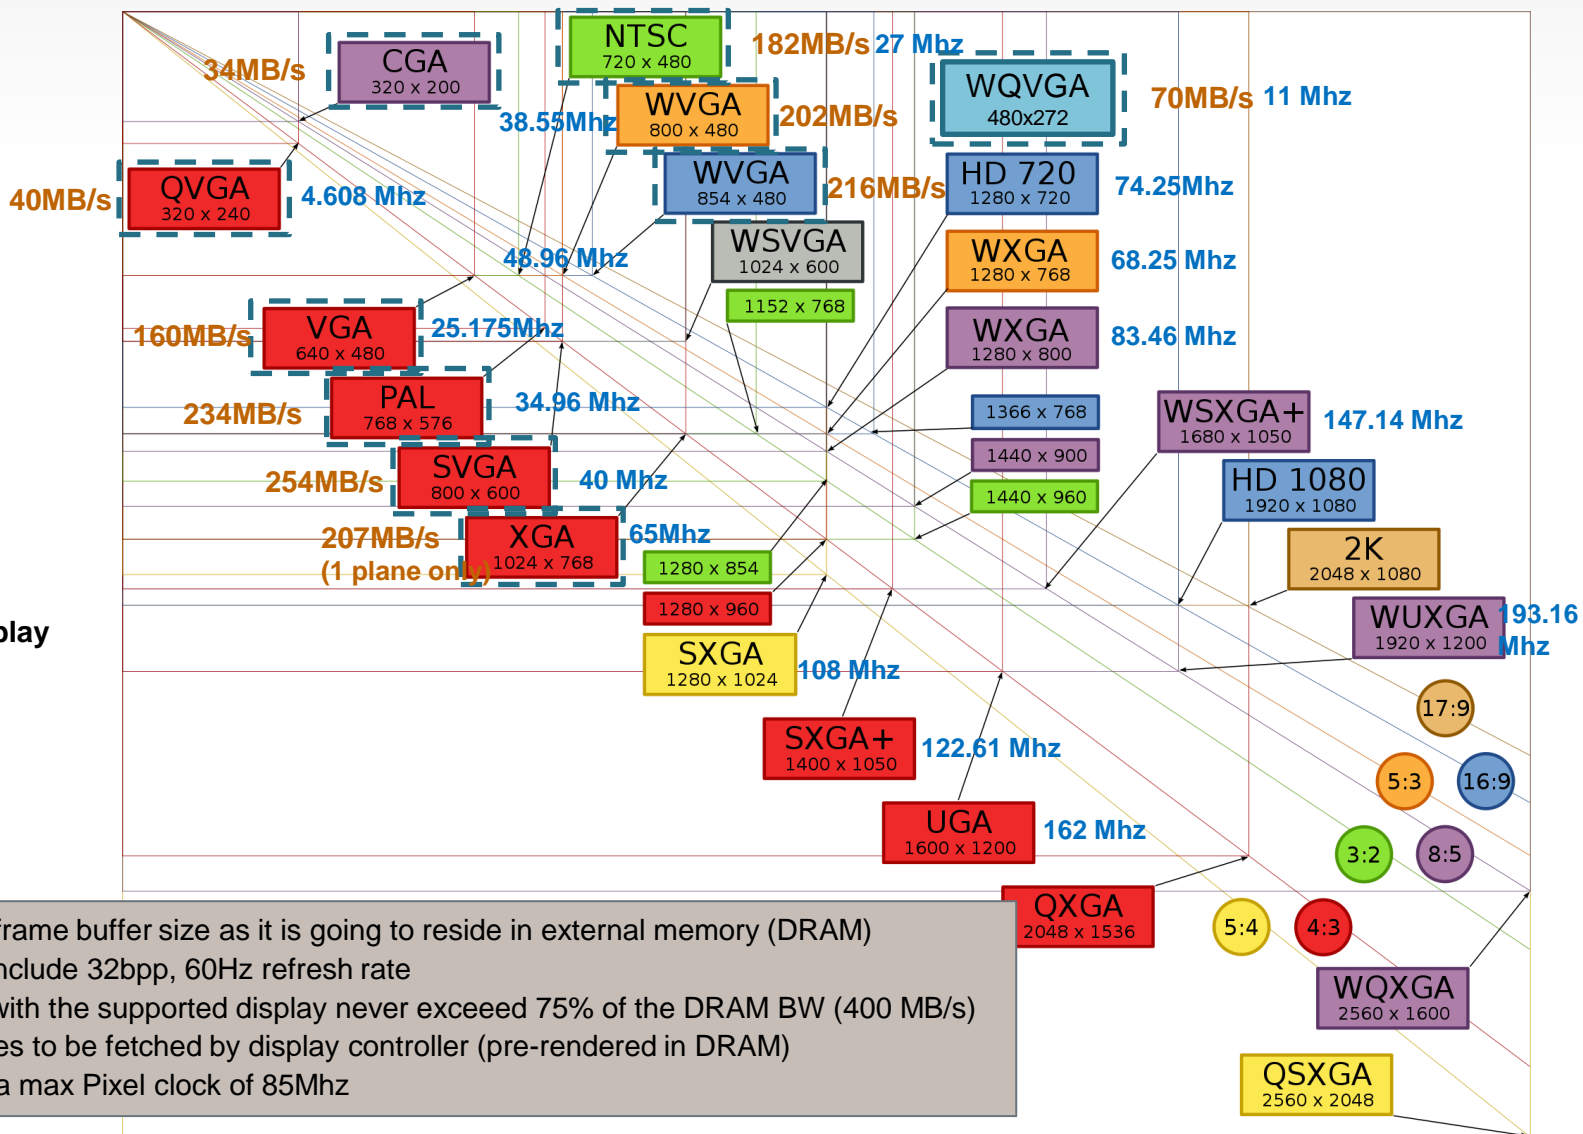 NTSC
720 x 480
182MB/s
27 Mhz
34MB/s
CGA
320 x 200
WQVGA
480x272
70MB/s
11 Mhz
38.55Mhz
WVGA
800 x 480
202MB/s
40MB/s
QVGA
320 x 240
4.608 Mhz
WVGA
854 x 480
216MB/s
HD 720
1280 x 720
74.25Mhz
48.96 Mhz
WSVGA
1024 x 600
WXGA
1280 x 768
68.25 Mhz
1152 x 768
160MB/s
VGA
640 x 480
25.175Mhz
WXGA
1280 x 800
83.46 Mhz
234MB/s
PAL
768 x 576
34.96 Mhz
1366 x 768
WSXGA+
1680 x 1050
147.14 Mhz
1440 x 900
254MB/s
SVGA
800 x 600
40 Mhz
1440 x 960
HD 1080
1920 x 1080
207MB/s
(1 plane only)
XGA
1024 x 768
65Mhz
1280 x 854
2K
2048 x 1080
1280 x 960
play
WUXGA
1920 x 1200
193.16
Mhz
SXGA
1280 x 1024
108 Mhz
17:9
SXGA+
1400 x 1050
122.61 Mhz
5:3
16:9
UGA
1600 x 1200
162 Mhz
3:2
8:5
QXGA
2048 x 1536
5:4
4:3
frame buffer size as it is going to reside in external memory (DRAM)
nclude 32bpp, 60Hz refresh rate
with the supported display never exceeed 75% of the DRAM BW (400 MB/s)
es to be fetched by display controller (pre-rendered in DRAM)
a max Pixel clock of 85Mhz
WQXGA
2560 x 1600
QSXGA
2560 x 2048